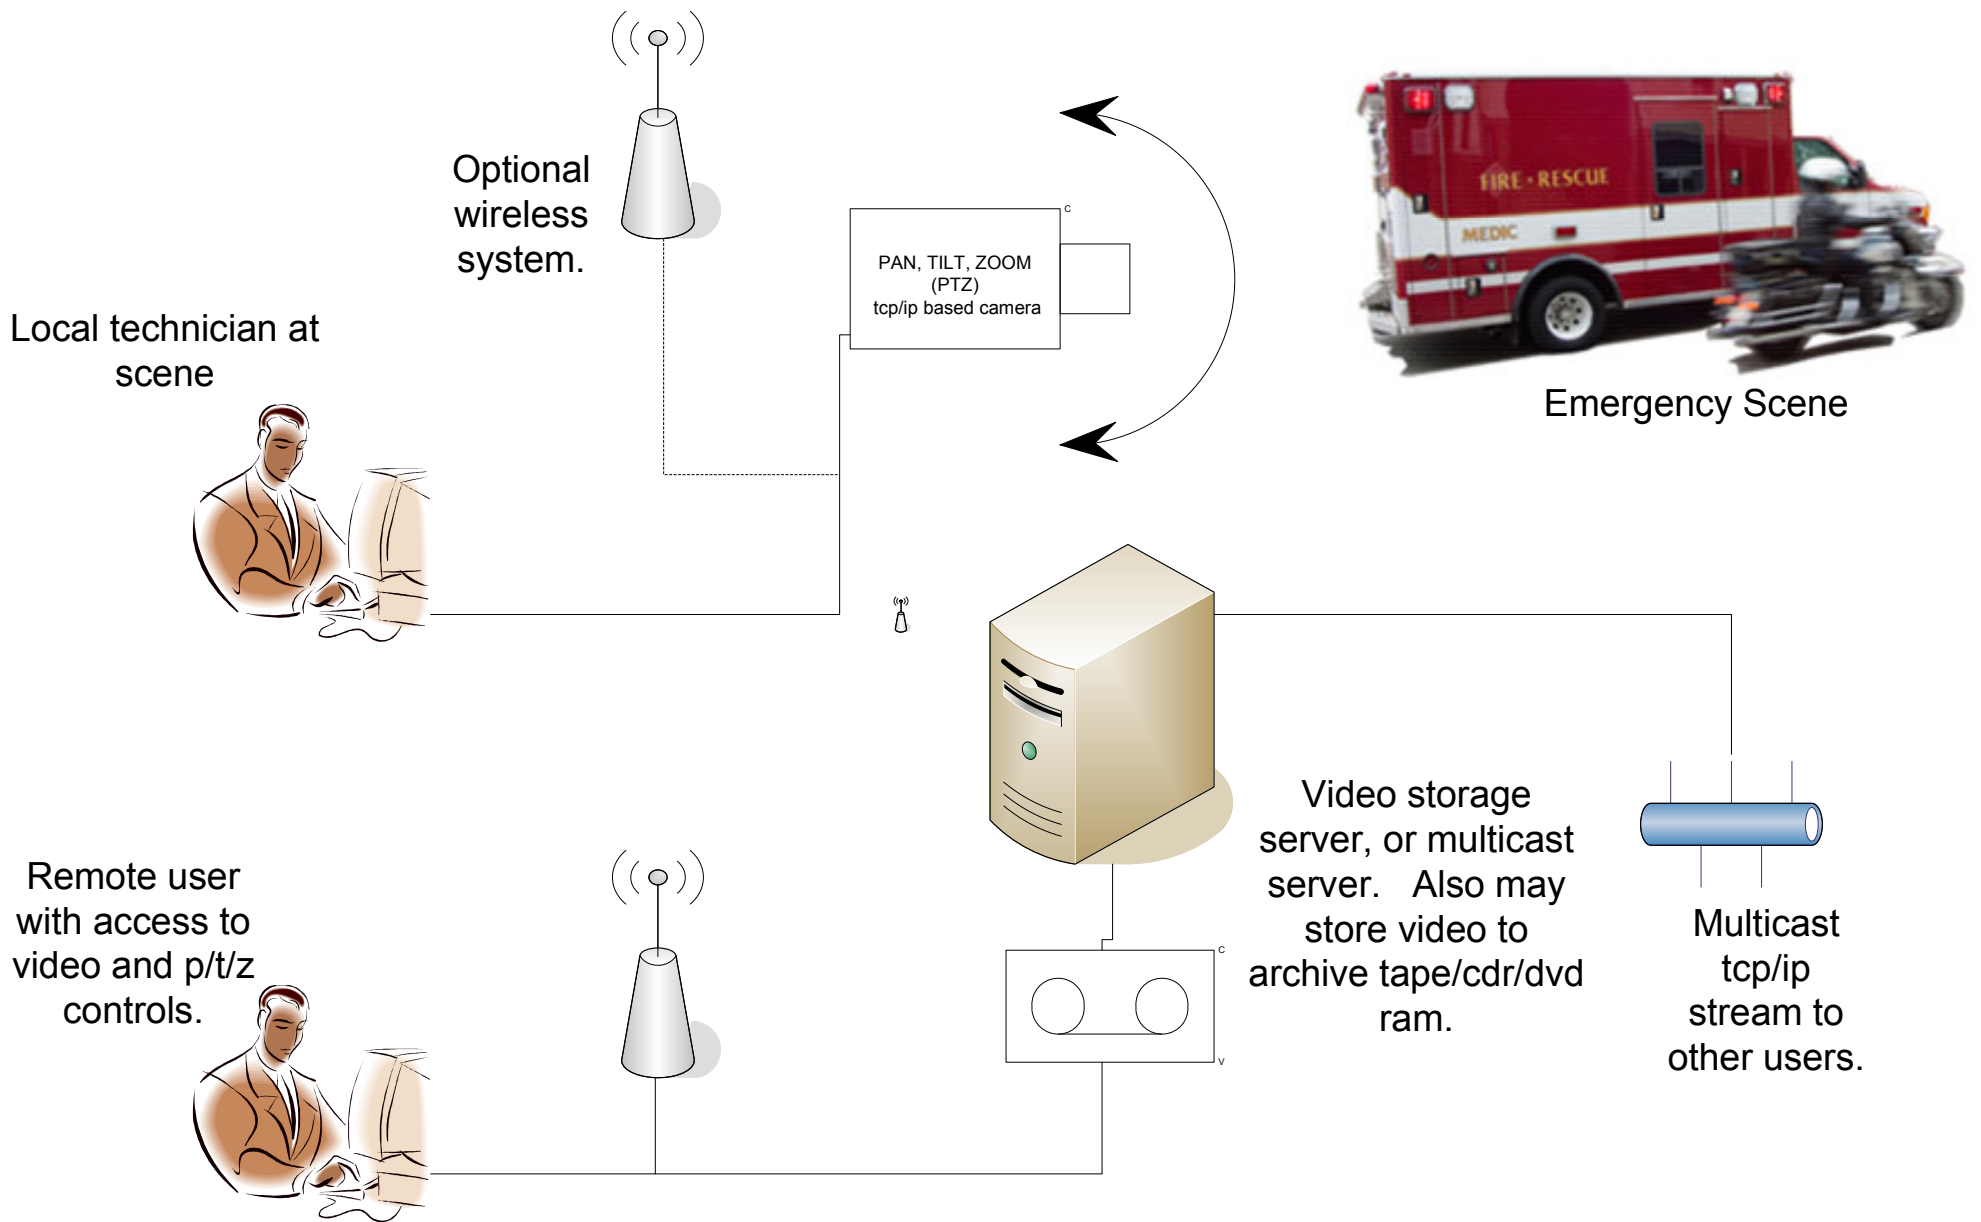 Optional
wireless
system.
C
PAN, TILT, ZOOM
(PTZ)
tcp/ip based camera
FIRE • RESCUE
MEDIC
Emergency Scene
Local technician at
scene
Remote user
with access to
video and p/t/z
controls.
Video storage
server, or multicast
server.   Also may
store video to
archive tape/cdr/dvd
ram.
C
V
Multicast
tcp/ip
stream to
other users.